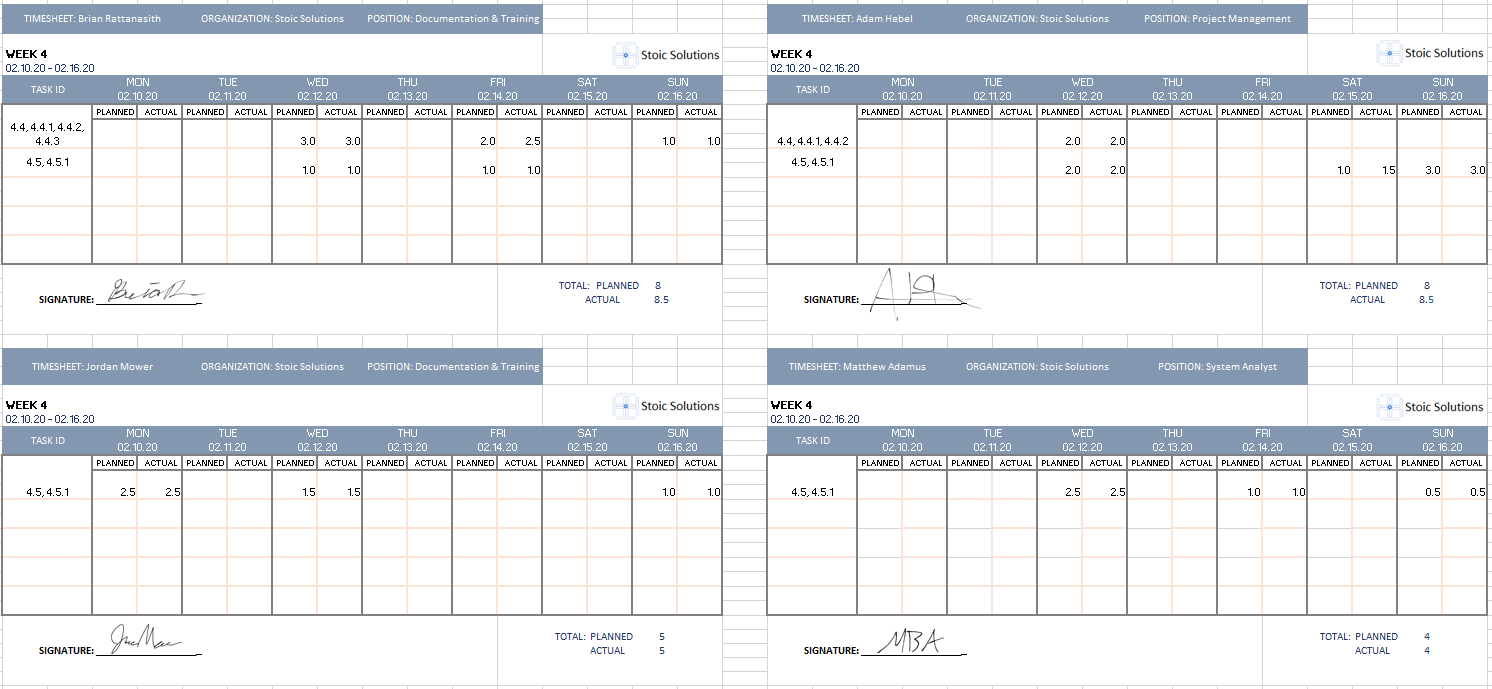 TIMESHEET: Brian Rattanasith ORGANIZATION: Stoic Solutions POSITION: Documentation & Training
WEEK 4
Stoic Solutions
02.10.20 - 02.16.20
TASK ID MON TUE WED THU FRI SAT SUN
02.10.20 02.11.20 02.12.20 02.13.20 02.14.20 02.15.20 02.16.20
PLANNED ACTUAL PLANNED ACTUAL PLANNED ACTUAL PLANNED ACTUAL PLANNED ACTUAL PLANNED ACTUAL PLANNED ACTUAL
4.4, 4.4.1, 4.4.2,
4.4.3 3.0 3.0 2.0 2.5 1.0 1.0
4.5, 4.5.1
1.0 1.0 1.0 1.0
TOTAL: PLANNED 8
SIGNATURE: ACTUAL 8.5
TIMESHEET: Adam Hebel ORGANIZATION: Stoic Solutions POSITION: Project Management
WEEK 4
Stoic Solutions
02.10.20 - 02.16.20
TASK ID MON TUE WED THU FRI SAT SUN
02.10.20 02.11.20 02.12.20 02.13.20 02.14.20 02.15.20 02.16.20
PLANNED ACTUAL PLANNED ACTUAL PLANNED ACTUAL PLANNED ACTUAL PLANNED ACTUAL PLANNED ACTUAL PLANNED ACTUAL
4.4, 4.4.1, 4.4.2 2.0 2.0
4.5, 4.5.1
2.0 2.0 1.0 1.5 3.0 3.0
TOTAL: PLANNED 8
SIGNATURE: ACTUAL 8.5
TIMESHEET: Jordan Mower ORGANIZATION: Stoic Solutions POSITION: Documentation & Training
WEEK 4
Stoic Solutions
02.10.20 - 02.16.20
TASK ID MON TUE WED THU FRI SAT SUN
02.10.20 02.11.20 02.12.20 02.13.20 02.14.20 02.15.20 02.16.20
PLANNED ACTUAL PLANNED ACTUAL PLANNED ACTUAL PLANNED ACTUAL PLANNED ACTUAL PLANNED ACTUAL PLANNED ACTUAL
4.5, 4.5.1 2.5 2.5 1.5 1.5 1.0 1.0
TOTAL: PLANNED 5
SIGNATURE: ACTUAL 5
TIMESHEET: Matthew Adamus ORGANIZATION: Stoic Solutions POSITION: System Analyst
WEEK 4
Stoic Solutions
02.10.20 - 02.16.20
TASK ID MON TUE WED THU FRI SAT SUN
02.10.20 02.11.20 02.12.20 02.13.20 02.14.20 02.15.20 02.16.20
PLANNED ACTUAL PLANNED ACTUAL PLANNED ACTUAL PLANNED ACTUAL PLANNED ACTUAL PLANNED ACTUAL PLANNED ACTUAL
4.5, 4.5.1 2.5 2.5 1.0 1.0 0.5 0.5
TOTAL: PLANNED 4
SIGNATURE: MBA ACTUAL 4